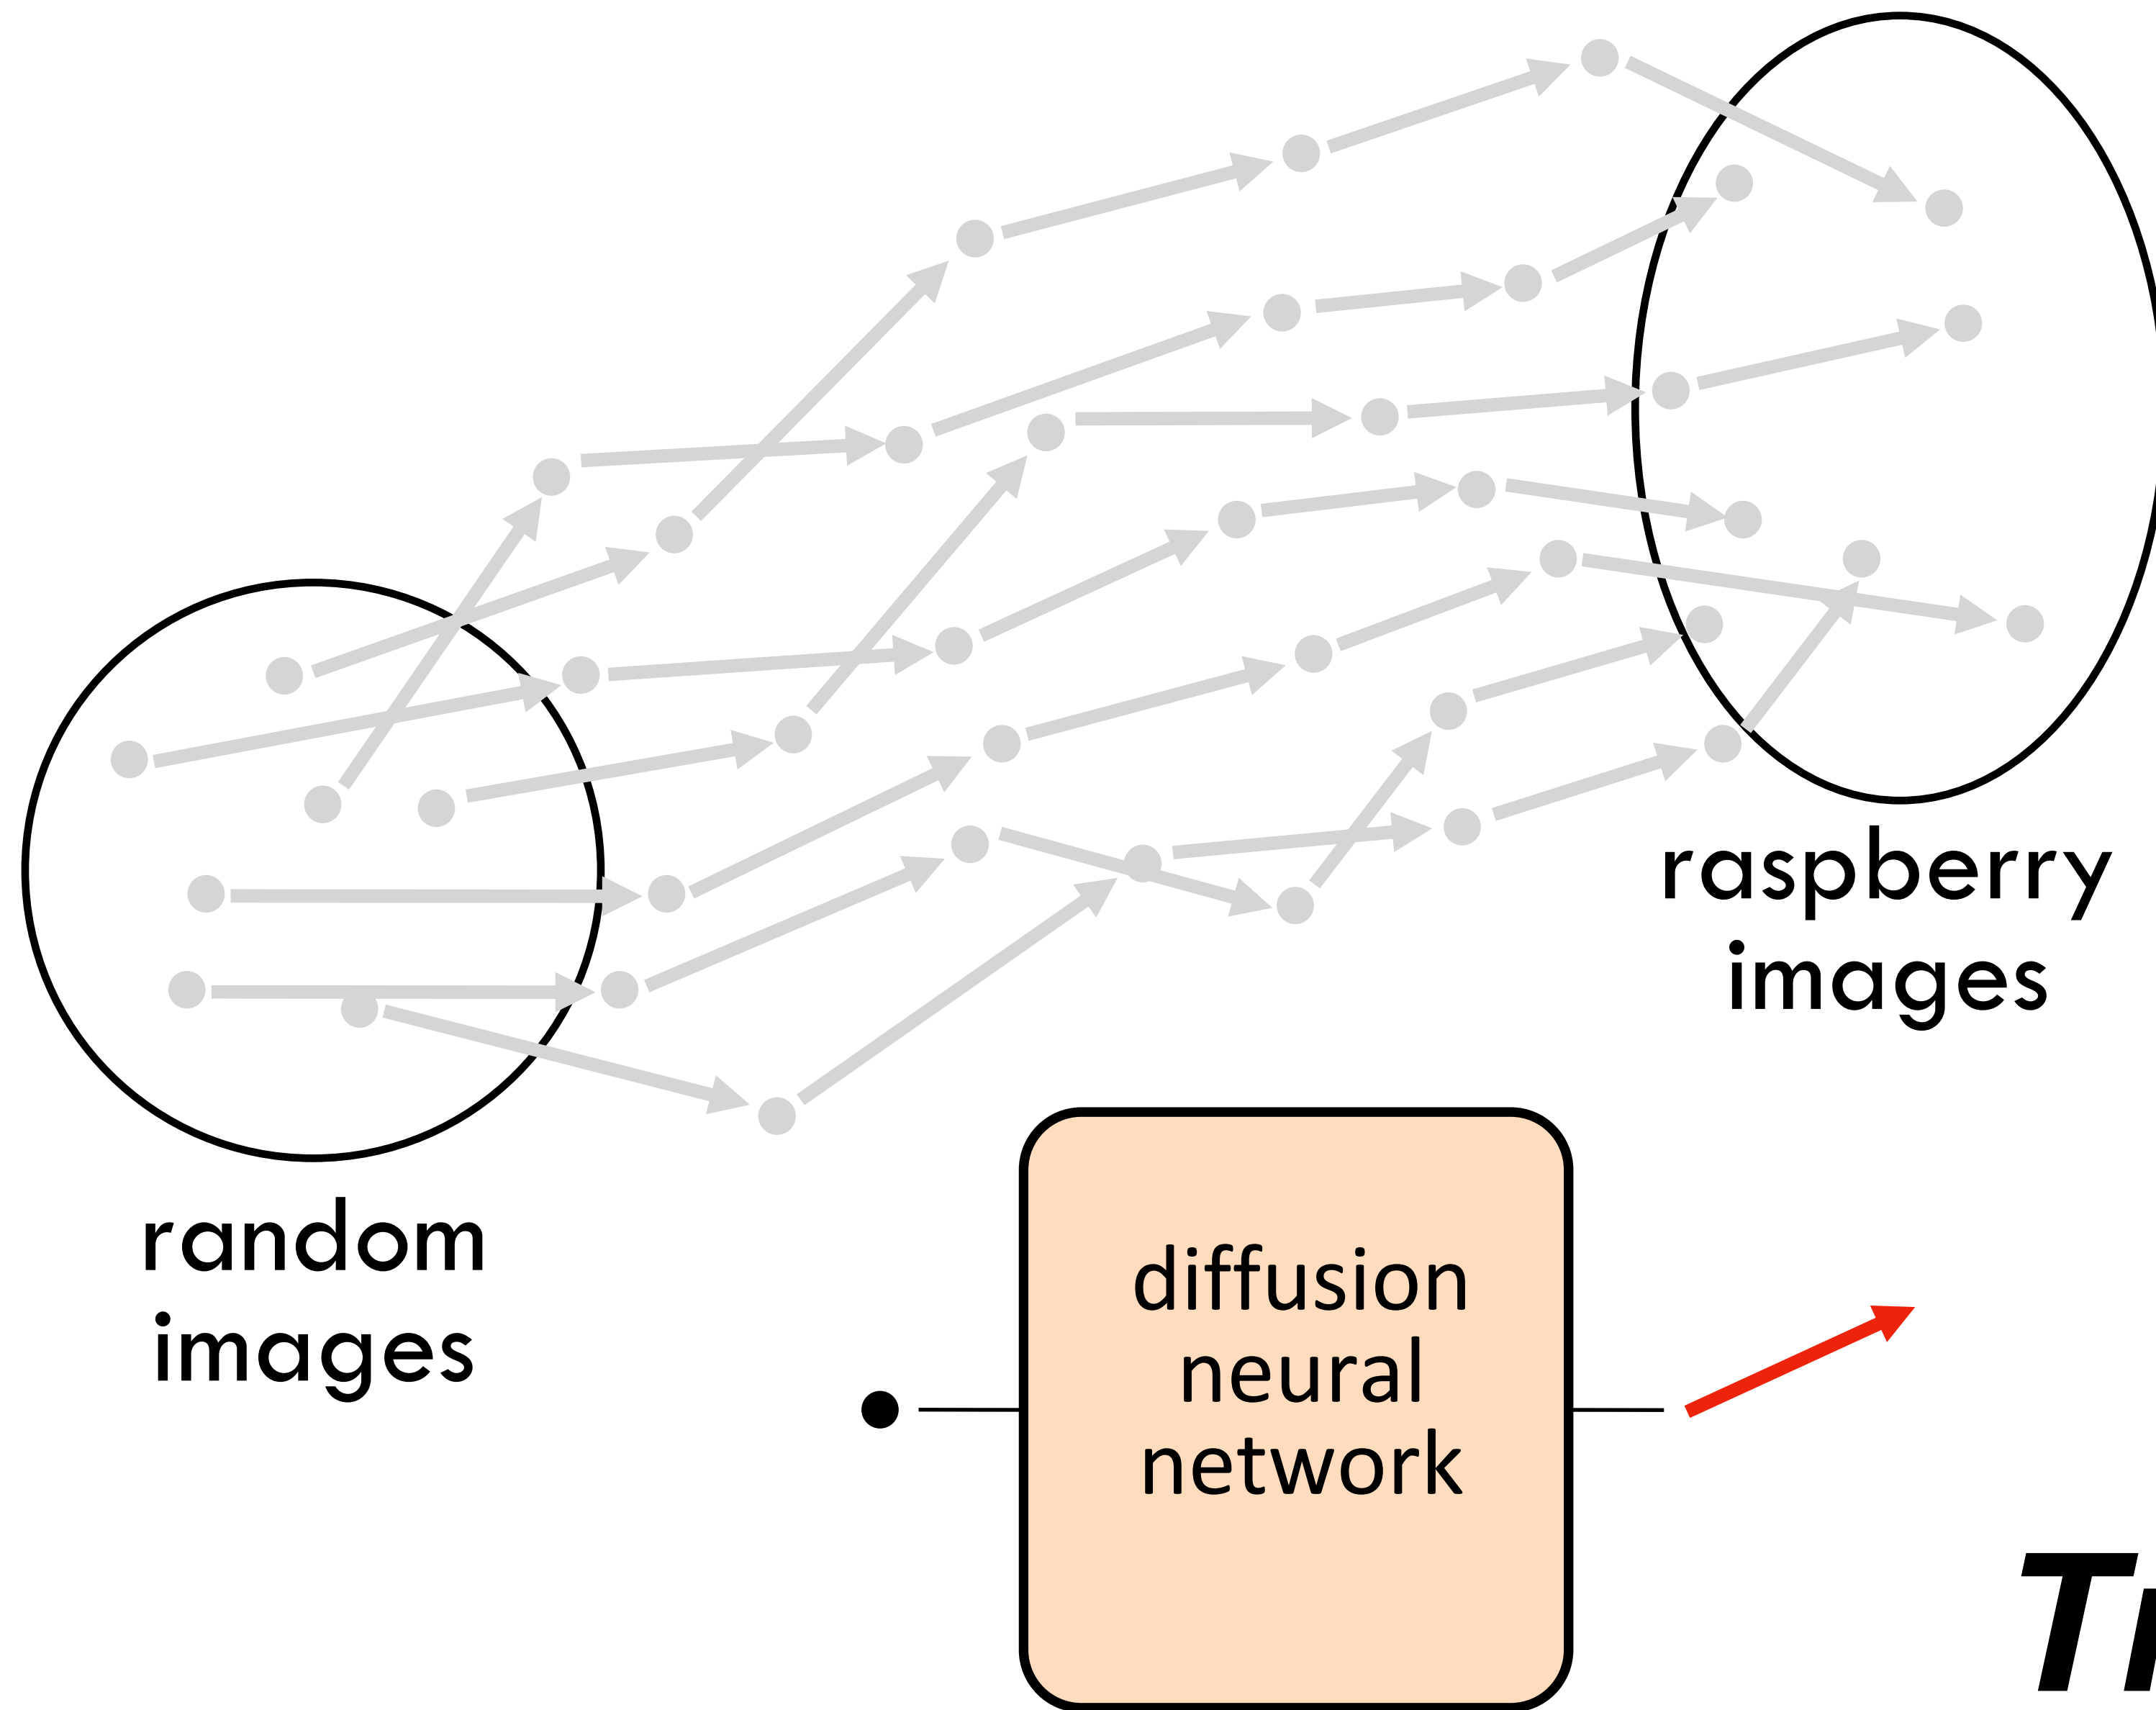 raspberry
images
random
images
diffusion
neural
network